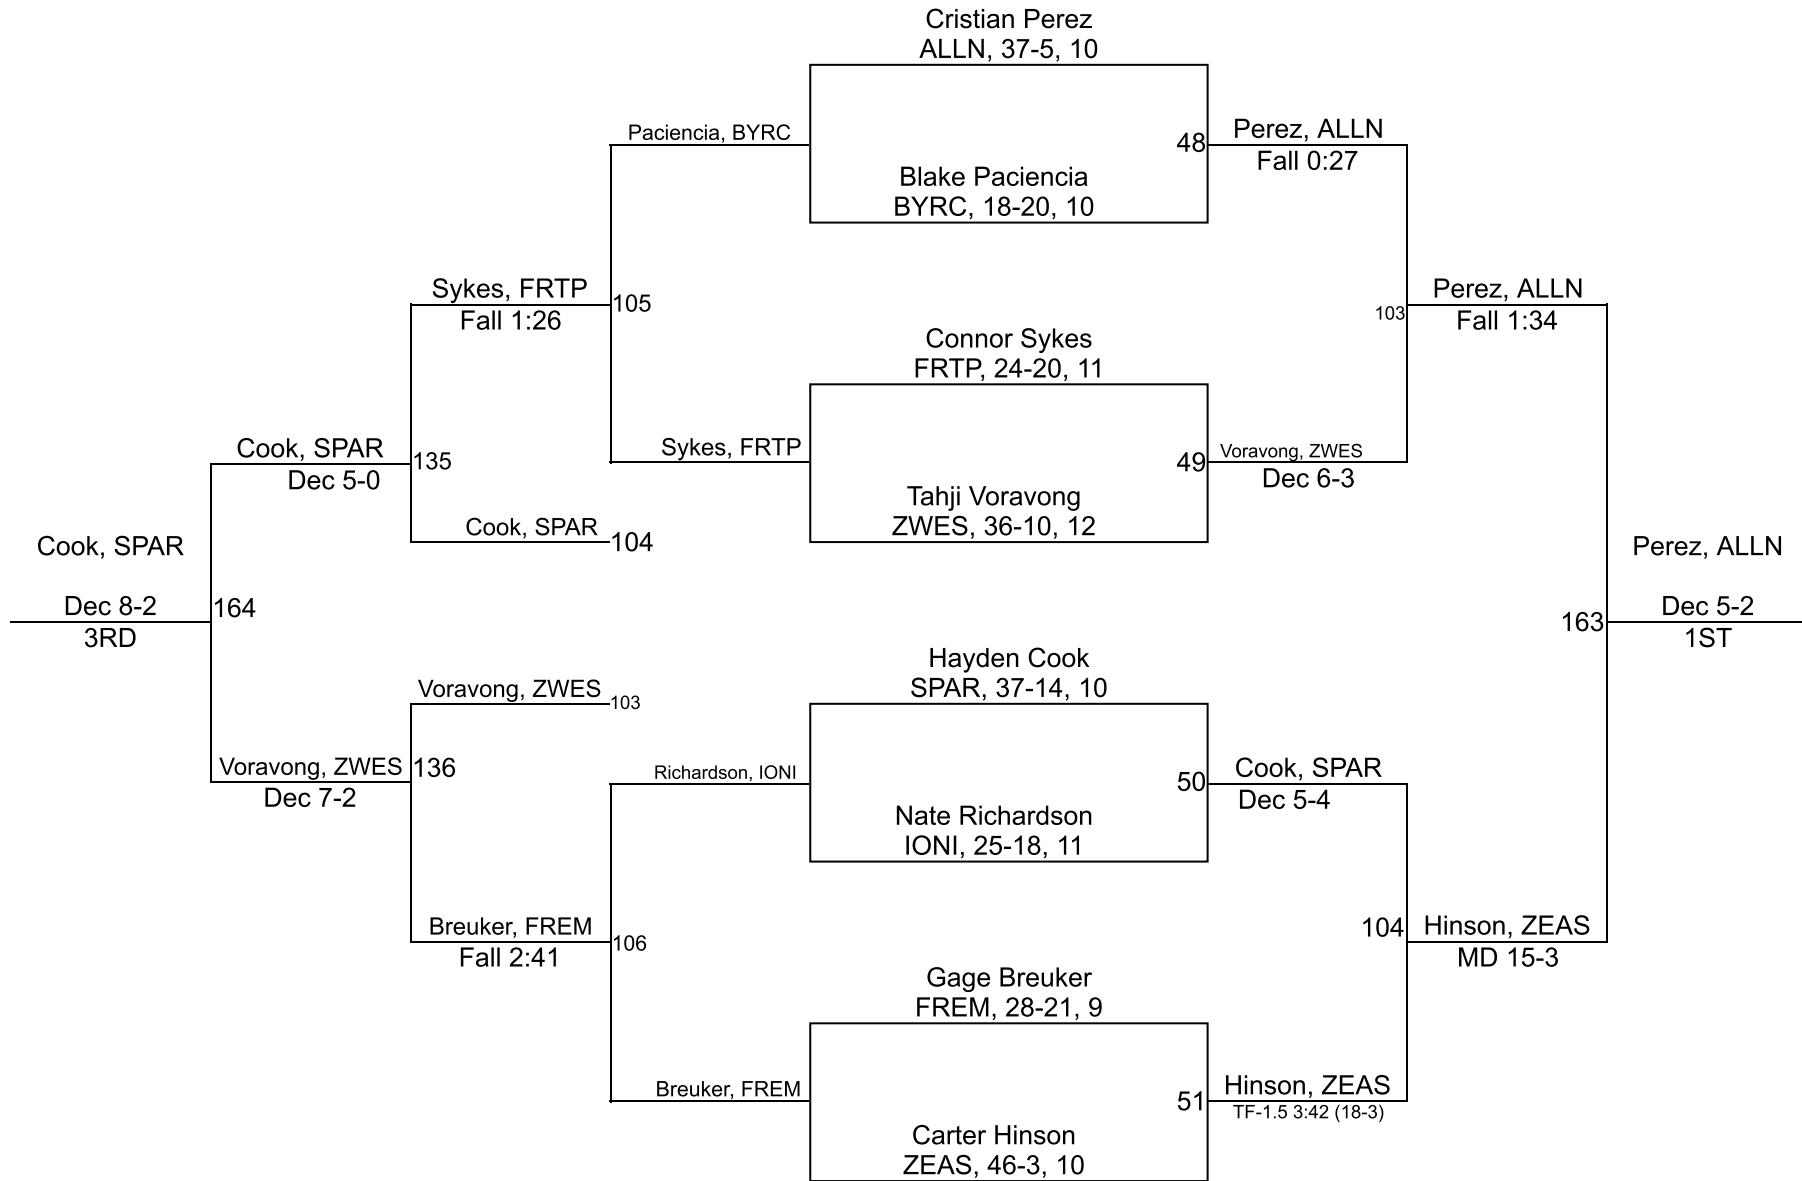 Cristian Perez
ALLN, 37-5, 10
Paciencia, BYRC
48
Perez, ALLN
Fall 0:27
Blake Paciencia
BYRC, 18-20, 10
Sykes, FRTP
Fall 1:26
105
103
Perez, ALLN
Fall 1:34
Connor Sykes
FRTP, 24-20, 11
Cook, SPAR
Dec 5-0
135
Sykes, FRTP
49
Voravong, ZWES
Dec 6-3
Tahji Voravong
ZWES, 36-10, 12
Cook, SPAR
104
Cook, SPAR
Dec 8-2
3RD
164
Perez, ALLN
163
Dec 5-2
1ST
Hayden Cook
SPAR, 37-14, 10
Voravong, ZWES
103
Voravong, ZWES
Dec 7-2
136
Richardson, IONI
50
Cook, SPAR
Dec 5-4
Nate Richardson
IONI, 25-18, 11
Breuker, FREM
Fall 2:41
106
104
Hinson, ZEAS
MD 15-3
Gage Breuker
FREM, 28-21, 9
Breuker, FREM
51
Hinson, ZEAS
TF-1.5 3:42 (18-3)
Carter Hinson
ZEAS, 46-3, 10